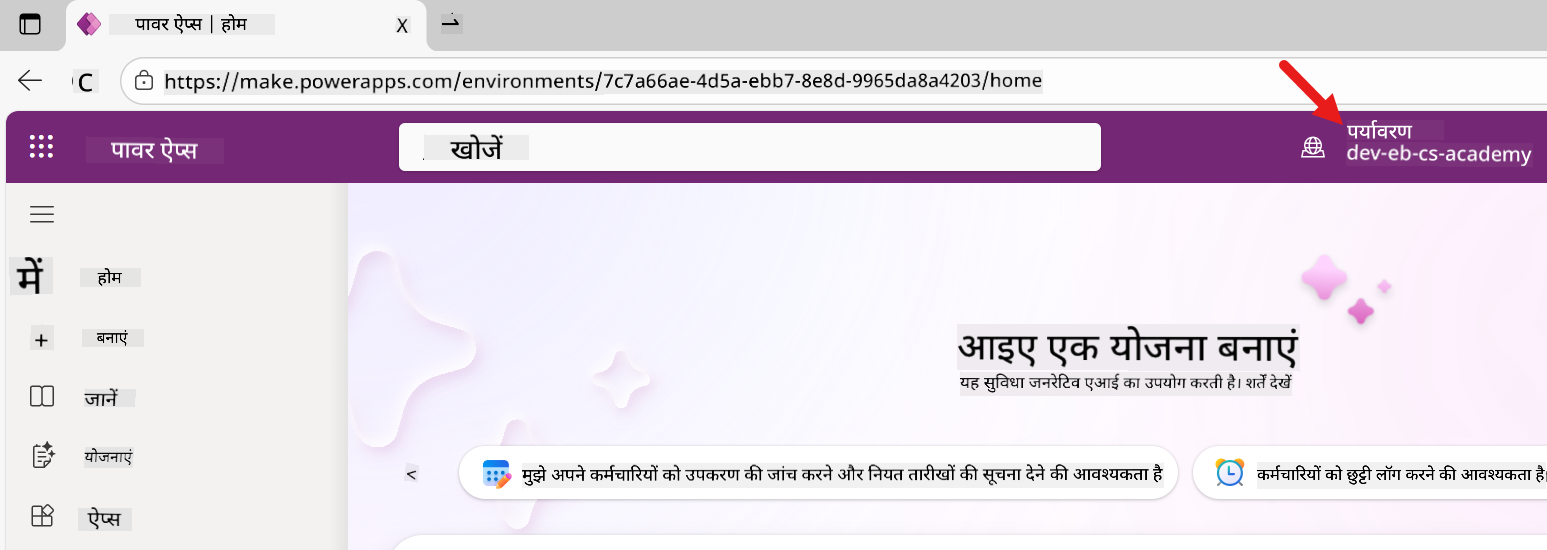 पावर ऐप्स | होम X
C https://make.powerapps.com/environments/7c7a66ae-4d5a-ebb7-8e8d-9965da8a4203/home
पावर ऐप्स
खोजें
पर्यावरण
dev-eb-cs-academy
में होम
+ बनाएं
जानें
योजनाएं
ऐप्स
आइए एक योजना बनाएं
यह सुविधा जनरेटिव एआई का उपयोग करती है। शर्तें देखें
< मुझे अपने कर्मचारियों को उपकरण की जांच करने और नियत तारीखों की सूचना देने की आवश्यकता है
कर्मचारियों को छुट्टी लॉग करने की आवश्यकता है